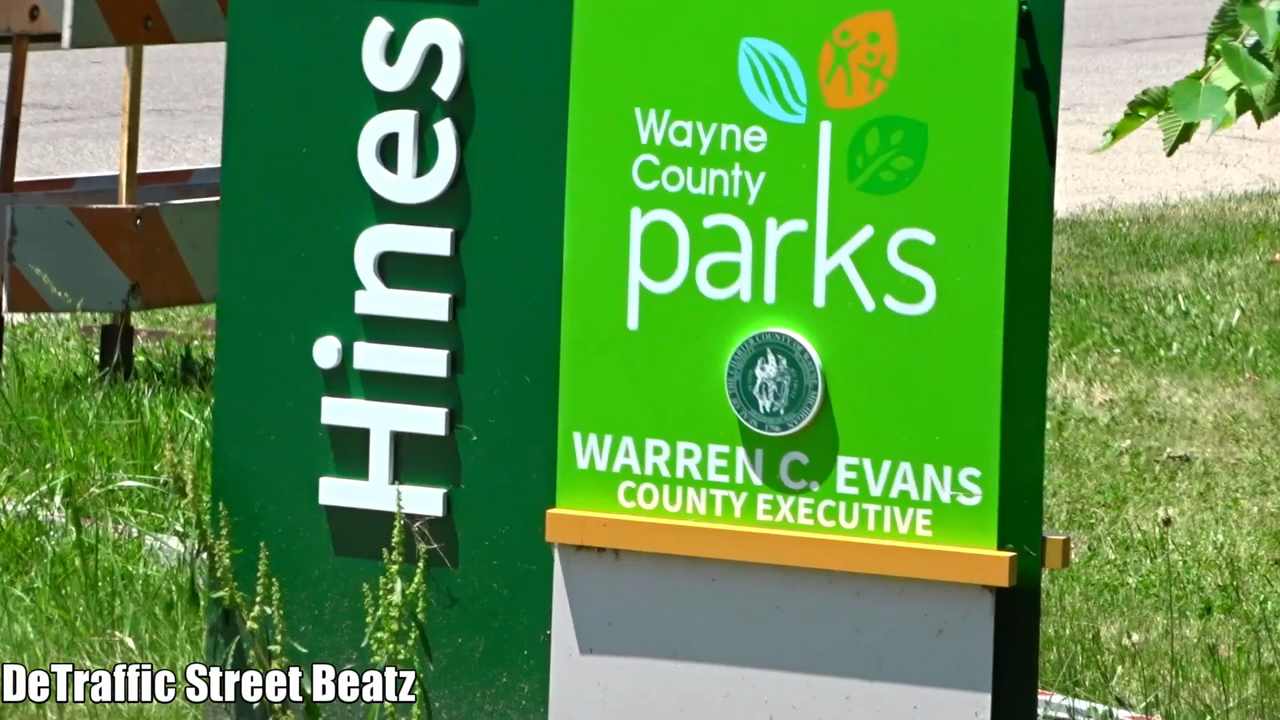 Hines
Wayne
County
parks
WARREN C. EVANS
COUNTY EXECUTIVE
DeTraffic Street Beatz